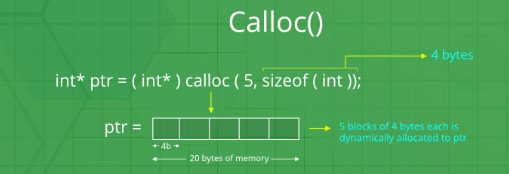 Calloc()
4 bytes
int* ptr = ( int* ) calloc ( 5, sizeof ( int ));
ptr =
5 blocks of 4 bytes each is
dynamically allocated to ptr
4b
20 bytes of memory